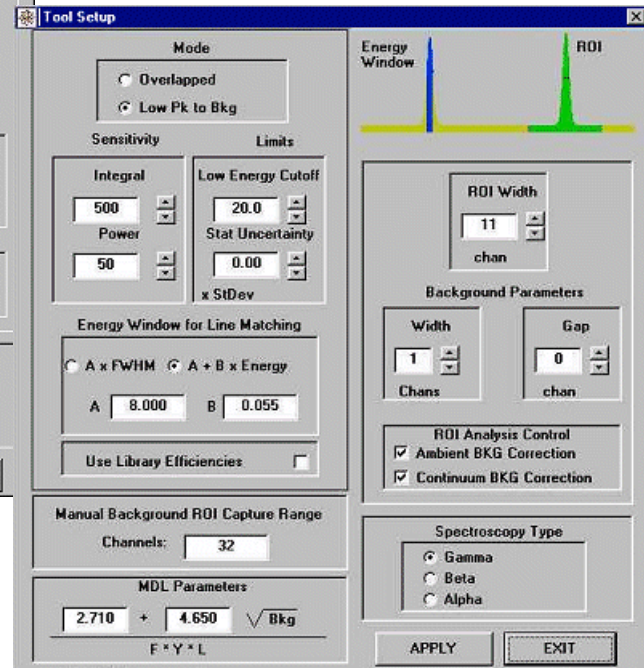 Tool Setup
Mode
Overlapped
Low Pk to Bkg
Sensitivity
Limits
Integral
500
Power
50
Low Energy Cutoff
20.0
Stat Uncertainty
0.00
x StDev
Energy Window for Line Matching
A x FWHM
A + B x Energy
A 8.000 B 0.055
Use Library Efficiencies
Manual Background ROI Capture Range
Channels: 32
MDL Parameters
2.710 + 4.650 √Bkg
F * Y * L
Energy
Window
ROI
ROI Width
11
chan
Background Parameters
Width
1
Chans
Gap
0
chan
ROI Analysis Control
Ambient BKG Correction
Continuum BKG Correction
Spectroscopy Type
Gamma
Beta
Alpha
APPLY
EXIT